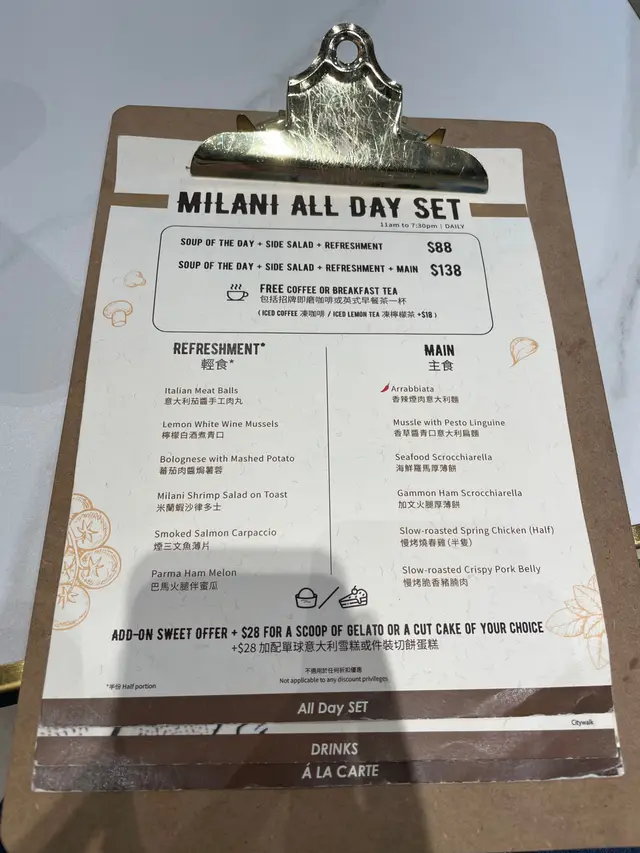 MILANI ALL DAY SET
11am to 7:30pm | DAILY
SOUP OF THE DAY + SIDE SALAD + REFRESHMENT $88
SOUP OF THE DAY + SIDE SALAD + REFRESHMENT + MAIN $138
FREE COFFEE OR BREAKFAST TEA
包括招牌即磨咖啡或英式早餐茶一杯
( ICED COFFEE 凍咖啡 / ICED LEMON TEA 凍檸檬茶 +$18 )
REFRESHMENT*
輕食*
Italian Meat Balls
意大利茄醬手工肉丸
Lemon White Wine Mussels
檸檬白酒煮青口
Bolognese with Mashed Potato
蕃茄肉醬焗薯蓉
Milani Shrimp Salad on Toast
米蘭蝦沙律多士
Smoked Salmon Carpaccio
煙三文魚薄片
Parma Ham Melon
巴馬火腿伴蜜瓜
MAIN
主食
Arrabbiata
香辣煙肉意大利麵
Mussle with Pesto Linguine
香草醬青口意大利扁麵
Seafood Scrocchiarella
海鮮羅馬厚薄餅
Gammon Ham Scrocchiarella
加文火腿厚薄餅
Slow-roasted Spring Chicken (Half)
慢烤燒春雞(半隻)
Slow-roasted Crispy Pork Belly
慢烤脆香豬腩肉
ADD-ON SWEET OFFER + $28 FOR A SCOOP OF GELATO OR A CUT CAKE OF YOUR CHOICE
+$28 加配單球意大利雪糕或件裝切餅蛋糕
不適用於任何折扣優惠
*半份 Half portion
Not applicable to any discount privileges
All Day SET
Citywalk
DRINKS
Á LA CARTE